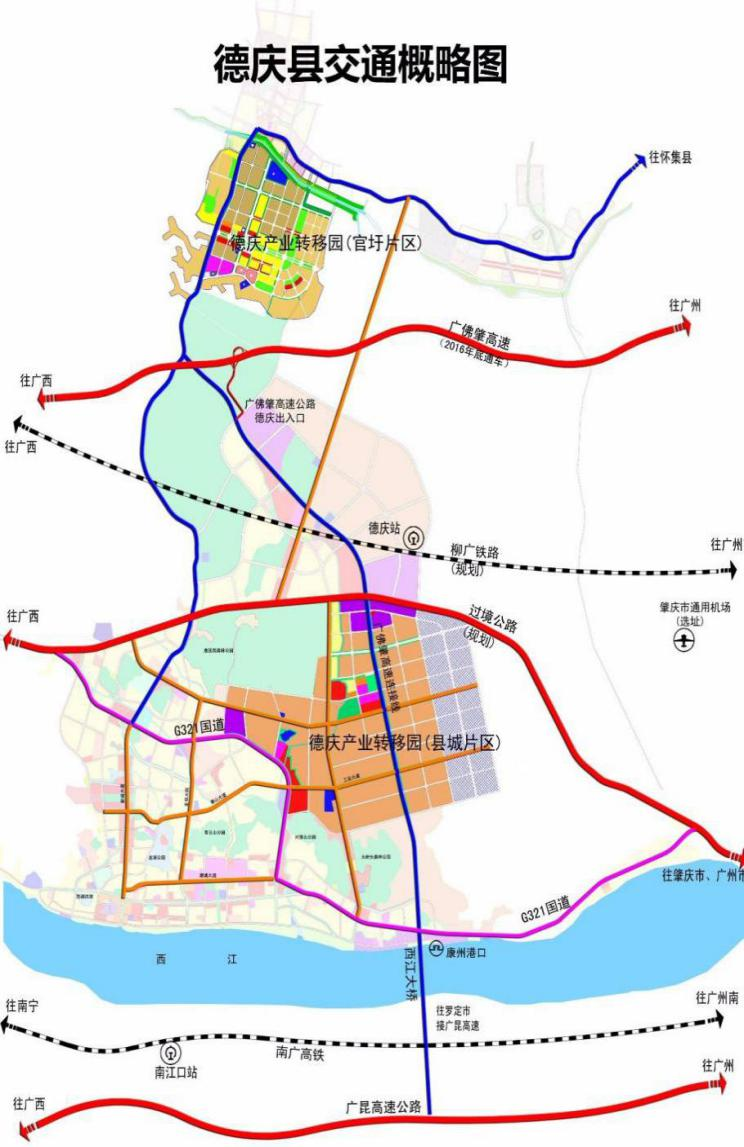 德庆县交通概略图
往怀集县
德庆产业转移园(官圩片区)
往广州
广佛肇高速
(2016年底通车)
往广西
广佛肇高速公路
德庆出入口
往广西
德庆站
柳广铁路
(规划)
往广州
肇庆市通用机场
(选址)
往广西
过境公路
(规划)
广佛肇高速连接线
G321国道
德庆产业转移园(县城片区)
工业大道
往肇庆市、广州市
G321国道
康州港口
西江
西江大桥
往罗定市
接广昆高速
往南宁
往广州南
南广高铁
南江口站
往广州
广昆高速公路
往广西